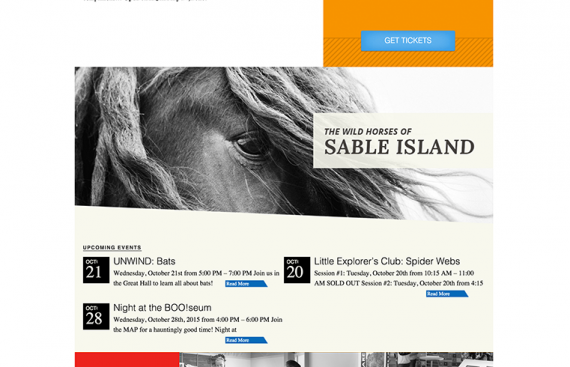 GET TICKETS
THE WILD HORSES OF
SABLE ISLAND
UPCOMING EVENTS
OCT:
21
UNWIND: Bats
Wednesday, October 21st from 5:00 PM – 7:00 PM Join us in
the Great Hall to learn all about bats!
Read More
OCT:
20
Little Explorer's Club: Spider Webs
Session #1: Tuesday, October 20th from 10:15 AM – 11:00
AM SOLD OUT Session #2: Tuesday, October 20th from 4:15
Read More
OCT:
28
Night at the BOO!seum
Wednesday, October 28th, 2015 from 4:00 PM – 6:00 PM Join
the MAP for a hauntingly good time! Night at
Read More